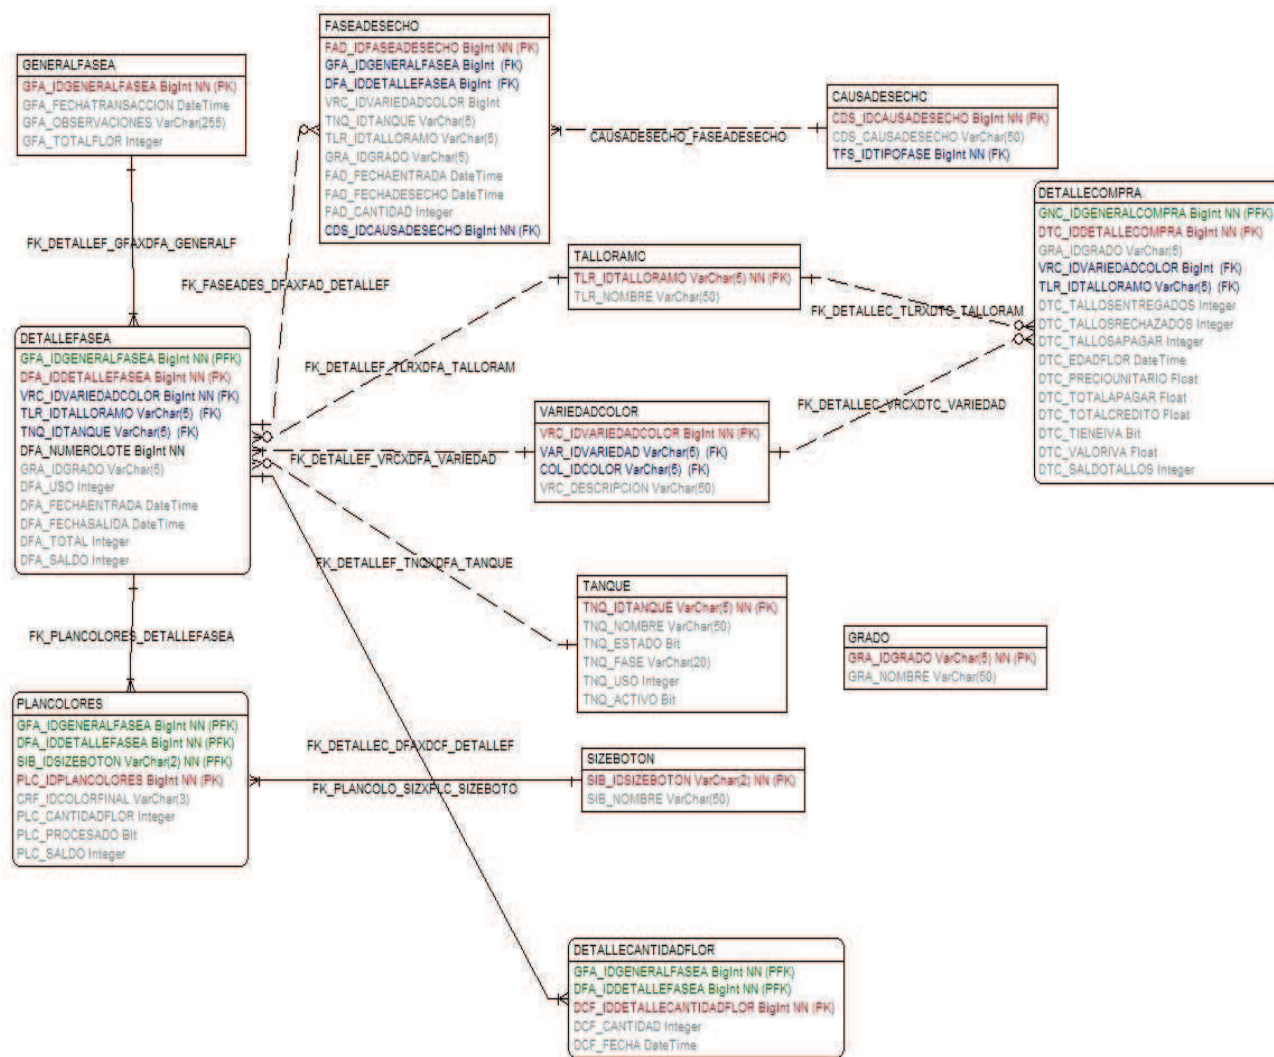 FASEADESECHO
FAD_IDFASEADESECHO BigInt NN (PK)
GFA_IDGENERALFASEA BigInt (FK)
DFA_IDDETALLEFASEA BigInt (FK)
VRC_IDVARIEDADCOLOR BigInt
TNQ_IDTANQUE VarChar(5)
TLR_IDTALLORAMO VarChar(5)
GRA_IDGRADO VarChar(5)
FAD_FECHAENTRADA DateTime
FAD_FECHADESECHO DateTime
FAD_CANTIDAD Integer
CDS_IDCAUSADESECHO BigInt NN (FK)
GENERALFASEA
GFA_IDGENERALFASEA BigInt NN (PK)
GFA_FECHATRANSACCION DateTime
GFA_OBSERVACIONES VarChar(255)
GFA_TOTALFLOR Integer
CAUSADESECHO
CDS_IDCAUSADESECHO BigInt NN (PK)
CDS_CAUSADESECHO VarChar(50)
TFS_IDTIPOFASE BigInt NN (FK)
CAUSADESECHO_FASEADESECHO
DETALLECOMPRA
GNC_IDGENERALCOMPRA BigInt NN (PFK)
DTC_IDDETALLECOMPRA BigInt NN (PK)
GRA_IDGRADO VarChar(5)
VRC_IDVARIEDADCOLOR BigInt (FK)
TLR_IDTALLORAMO VarChar(5) (FK)
DTC_TALLOSENTREGADOS Integer
DTC_TALLOSRECHAZADOS Integer
DTC_TALLOSAPAGAR Integer
DTC_EDADFLOR DateTime
DTC_PRECIOUNITARIO Float
DTC_TOTALAPAGAR Float
DTC_TOTALCREDITO Float
DTC_TIENEIVA Bit
DTC_VALORIVA Float
DTC_SALDOTALLOS Integer
FK_DETALLEF_GFAXDFA_GENERALF
FK_FASEADES_DFAXFAD_DETALLEF
TALLORAMO
TLR_IDTALLORAMO VarChar(5) NN (PK)
TLR_NOMBRE VarChar(50)
FK_DETALLEC_TLRXDTC_TALLORAM
DETALLEFASEA
GFA_IDGENERALFASEA BigInt NN (PFK)
DFA_IDDETALLEFASEA BigInt NN (PK)
VRC_IDVARIEDADCOLOR BigInt NN (FK)
TLR_IDTALLORAMO VarChar(5) (FK)
TNQ_IDTANQUE VarChar(5) (FK)
DFA_NUMEROLOTE BigInt NN
GRA_IDGRADO VarChar(5)
DFA_USO Integer
DFA_FECHAENTRADA DateTime
DFA_FECHASALIDA DateTime
DFA_TOTAL Integer
DFA_SALDO Integer
FK_DETALLEF_TLRXDFA_TALLORAM
VARIEDADCOLOR
VRC_IDVARIEDADCOLOR BigInt NN (PK)
VAR_IDVARIEDAD VarChar(5) (FK)
COL_IDCOLOR VarChar(5) (FK)
VRC_DESCRIPCION VarChar(50)
FK_DETALLEC_VRCXDTC_VARIEDAD
FK_DETALLEF_VRCXDFA_VARIEDAD
FK_DETALLEF_TNQXDFA_TANQUE
TANQUE
TNQ_IDTANQUE VarChar(5) NN (PK)
TNQ_NOMBRE VarChar(50)
TNQ_ESTADO Bit
TNQ_FASE VarChar(20)
TNQ_USO Integer
TNQ_ACTIVO Bit
GRADO
GRA_IDGRADO VarChar(5) NN (PK)
GRA_NOMBRE VarChar(50)
FK_PLANCOLORES_DETALLEFASEA
PLANCOLORES
GFA_IDGENERALFASEA BigInt NN (PFK)
DFA_IDDETALLEFASEA BigInt NN (PFK)
SIB_IDSIZEBOTON VarChar(2) NN (PFK)
PLC_IDPLANCOLORES BigInt NN (PK)
CRF_IDCOLORFINAL VarChar(3)
PLC_CANTIDADFLOR Integer
PLC_PROCESADO Bit
PLC_SALDO Integer
FK_DETALLEC_DFAXDCF_DETALLEF
FK_PLANCOLO_SIZXPLC_SIZEBOTO
SIZEBOTON
SIB_IDSIZEBOTON VarChar(2) NN (PK)
SIB_NOMBRE VarChar(50)
DETALLECANTIDADFLOR
GFA_IDGENERALFASEA BigInt NN (PFK)
DFA_IDDETALLEFASEA BigInt NN (PFK)
DCF_IDDETALLECANTIDADFLOR BigInt NN (PK)
DCF_CANTIDAD Integer
DCF_FECHA DateTime